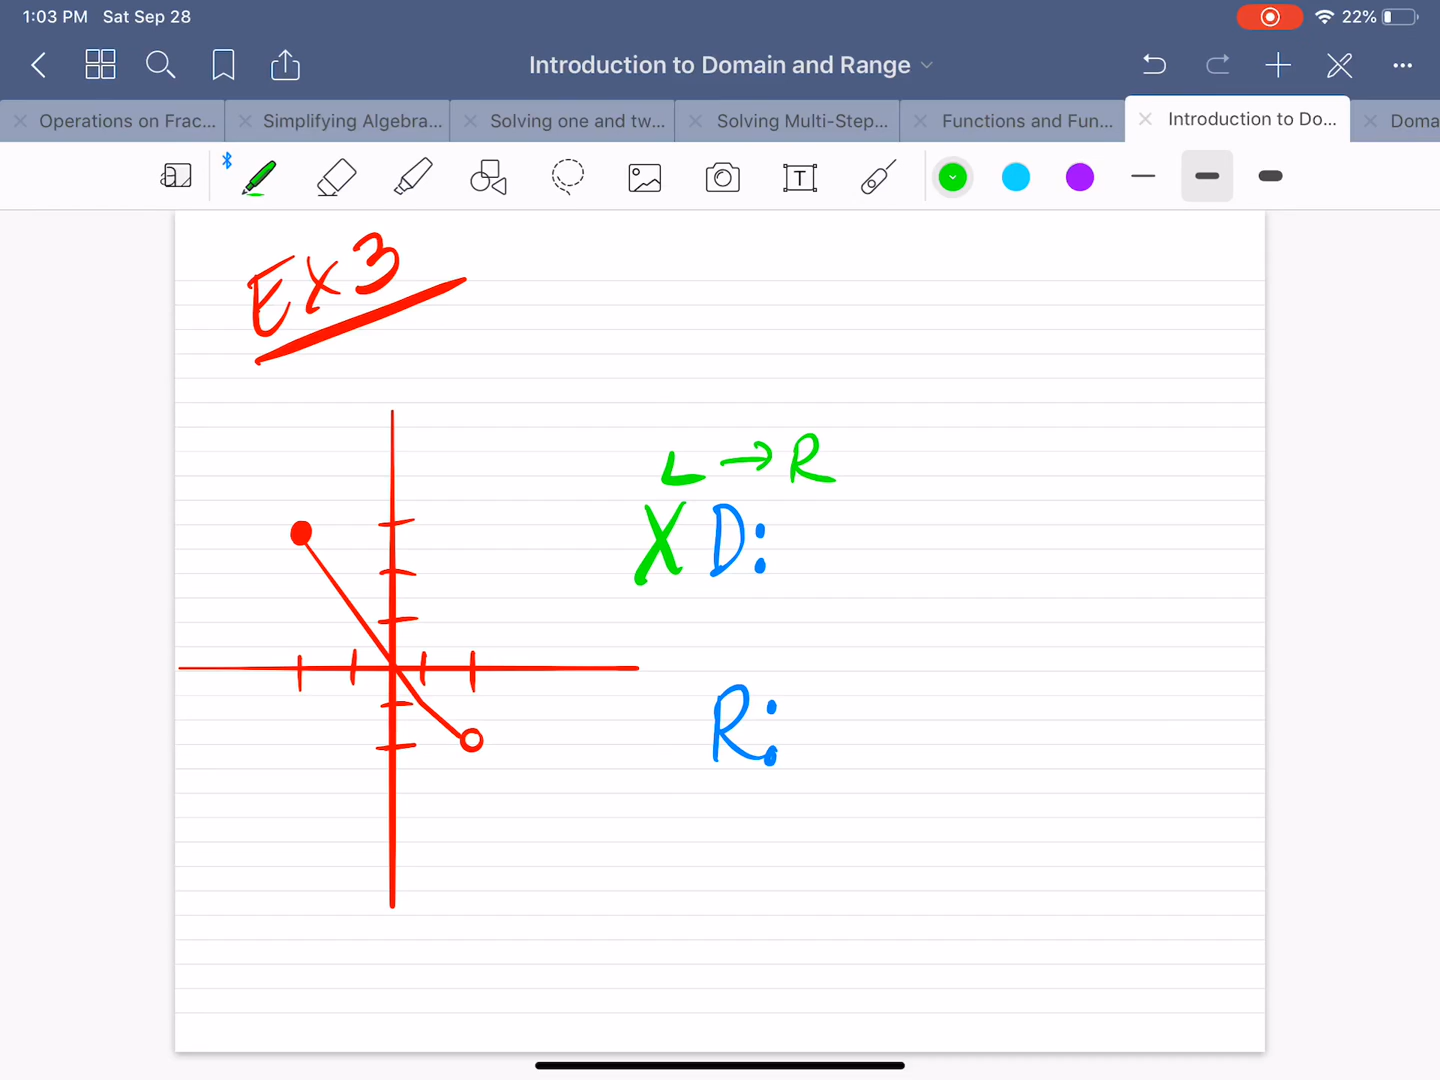 1:03 PM Sat Sep 28 22%
Introduction to Domain and Range
Operations on Frac... Simplifying Algebra... Solving one and tw... Solving Multi-Step... Functions and Fun... Introduction to Do... Doma
T
Ex3
L → R
X D:
R: